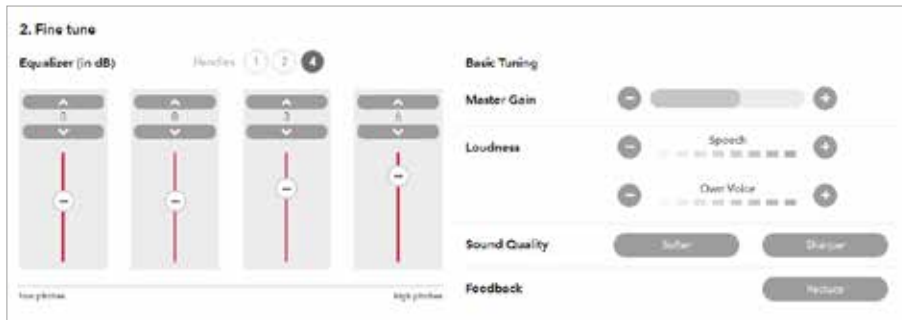 2. Fine tune
Equalizer (in dB)
Handles 1 2 4
0 0 3 6
low pitches high pitches
Basic Tuning
Master Gain
Loudness
Speech
Own Voice
Sound Quality
Softer Sharper
Feedback
Reduce